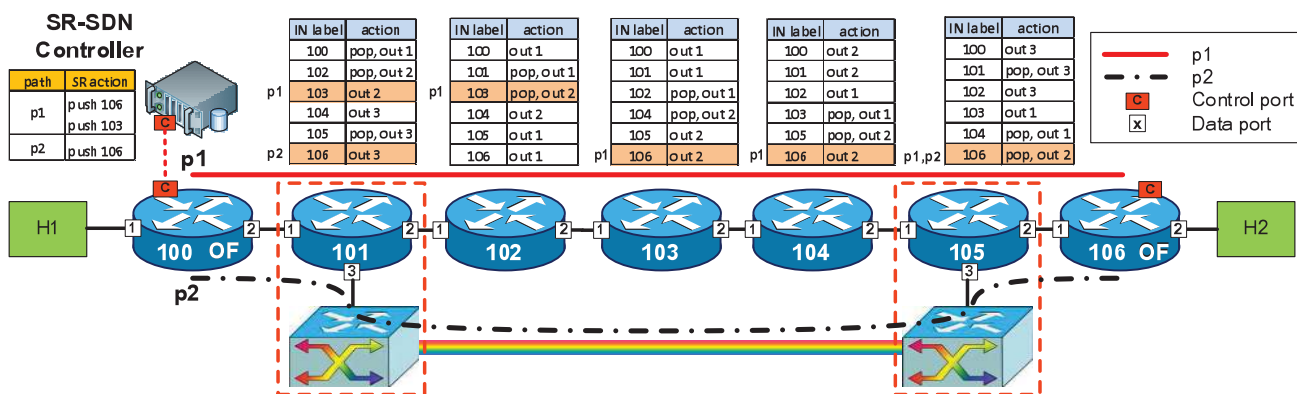 SR-SDN
Controller
path SR action
p1 push 106
push 103
p2 push 106
C
IN label action
100 pop, out 1
102 pop, out 2
p1 103 out 2
104 out 3
105 pop, out 3
p2 106 out 3
IN label action
100 out 1
101 pop, out 1
p1 103 pop, out 2
104 out 2
105 out 1
106 out 1
IN label action
100 out 1
101 out 1
102 pop, out 1
104 pop, out 2
105 out 2
p1 106 out 2
IN label action
100 out 2
101 out 2
102 out 1
103 pop, out 1
105 pop, out 2
p1 106 out 2
IN label action
100 out 3
101 pop, out 3
102 out 3
103 out 1
104 pop, out 1
p1,p2 106 pop, out 2
p1
p2
C Control port
x Data port
p1
C
C
H1 1 2 1 2 1 2 1 2 1 2 1 2 1 2 H2
100 OF 101 102 103 104 105 106 OF
3 3
p2